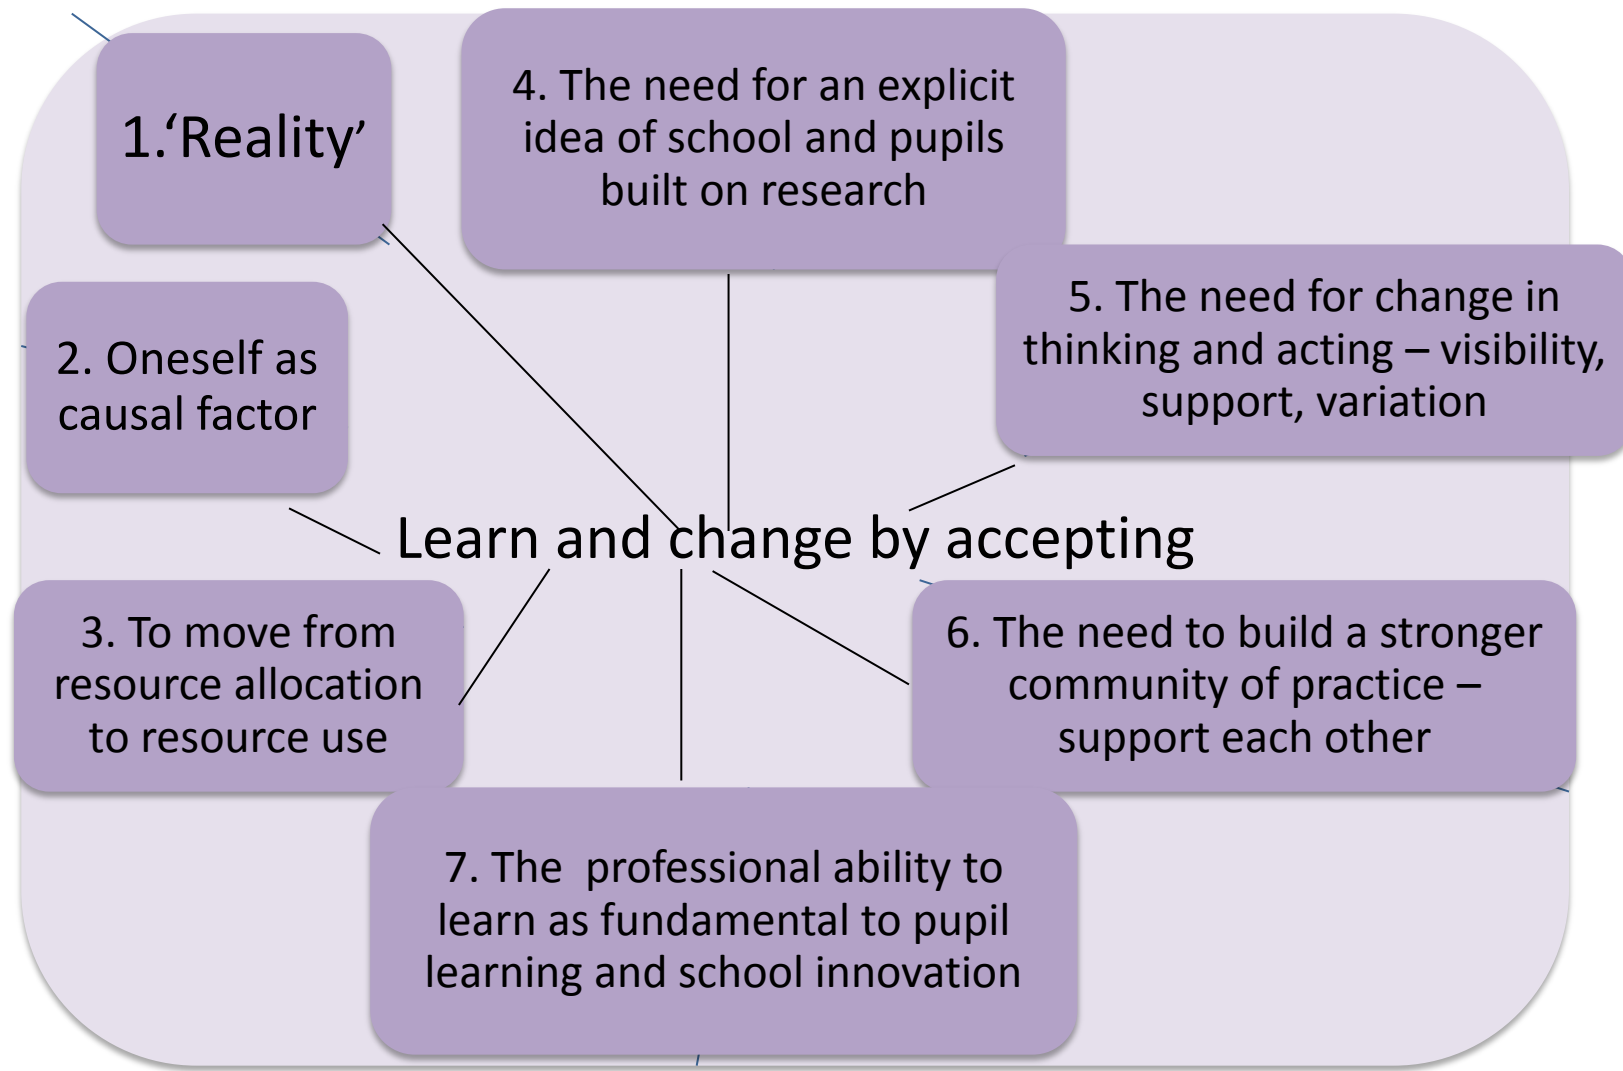 1.‘Reality’
2. Oneself as
causal factor
3. To move from
resource allocation
to resource use
4. The need for an explicit
idea of school and pupils
built on research
5. The need for change in
thinking and acting – visibility,
support, variation
Learn and change by accepting
6. The need to build a stronger
community of practice –
support each other
7. The  professional ability to
learn as fundamental to pupil
learning and school innovation